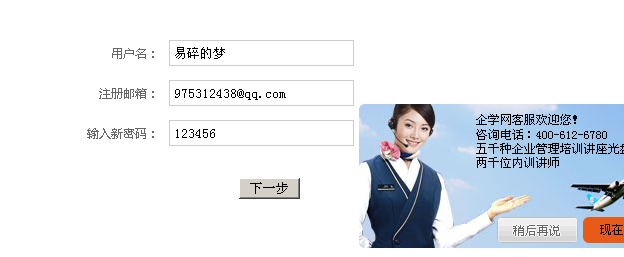 用户名： 易碎的梦
注册邮箱： 975312438@qq.com
输入新密码： 123456
下一步
企学网客服欢迎您！
咨询电话：400-612-6780
五千种企业管理培训讲座光盘
两千位内训讲师
稍后再说
现在